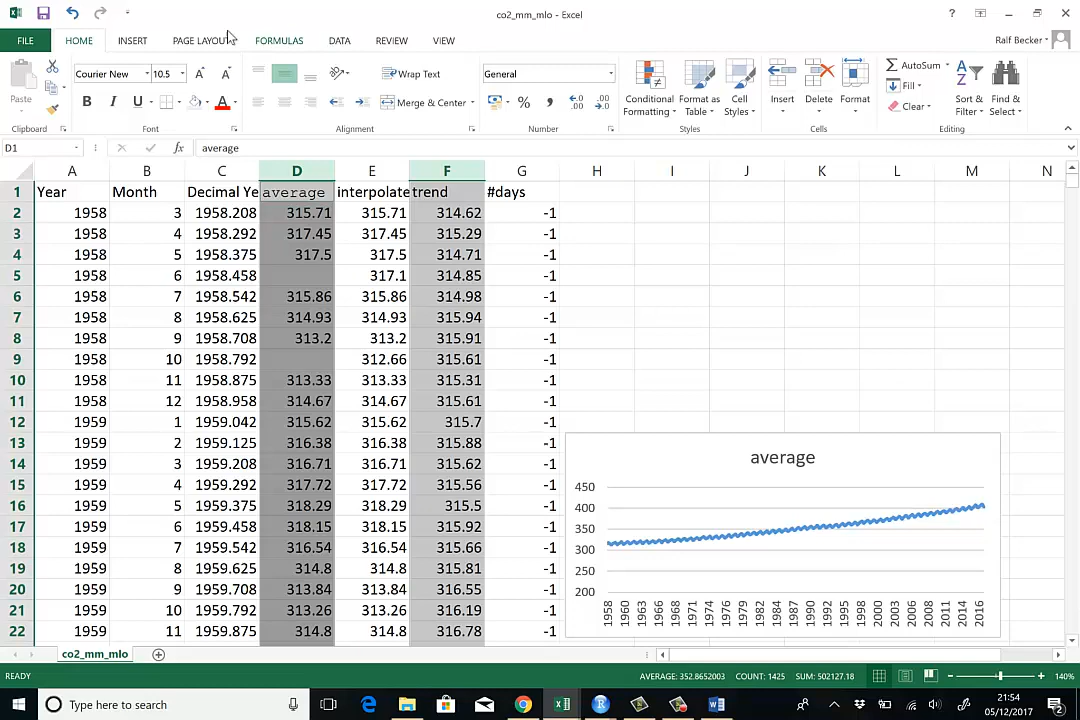 co2_mm_mlo - Excel
FILE HOME INSERT PAGE LAYOUT FORMULAS DATA REVIEW VIEW Ralf Becker
Paste Courier New 10.5 Wrap Text General Conditional Formatting Format as Table Cell Styles Insert Delete Format AutoSum Fill Clear Sort & Filter Find & Select
B I U A Merge & Center %
Clipboard Font Alignment Number Styles Cells Editing
D1 fx average
A B C D E F G H I J K L M N
1 Year Month Decimal Ye average interpolate trend #days
2 1958 3 1958.208 315.71 315.71 314.62 -1
3 1958 4 1958.292 317.45 317.45 315.29 -1
4 1958 5 1958.375 317.5 317.5 314.71 -1
5 1958 6 1958.458 317.1 314.85 -1
6 1958 7 1958.542 315.86 315.86 314.98 -1
7 1958 8 1958.625 314.93 314.93 315.94 -1
8 1958 9 1958.708 313.2 313.2 315.91 -1
9 1958 10 1958.792 312.66 315.61 -1
10 1958 11 1958.875 313.33 313.33 315.31 -1
11 1958 12 1958.958 314.67 314.67 315.61 -1
12 1959 1 1959.042 315.62 315.62 315.7 -1
13 1959 2 1959.125 316.38 316.38 315.88 -1
14 1959 3 1959.208 316.71 316.71 315.62 -1
15 1959 4 1959.292 317.72 317.72 315.56 -1
16 1959 5 1959.375 318.29 318.29 315.5 -1
17 1959 6 1959.458 318.15 318.15 315.92 -1
18 1959 7 1959.542 316.54 316.54 315.66 -1
19 1959 8 1959.625 314.8 314.8 315.81 -1
20 1959 9 1959.708 313.84 313.84 316.55 -1
21 1959 10 1959.792 313.26 313.26 316.19 -1
22 1959 11 1959.875 314.8 314.8 316.78 -1
average
450
400
350
300
250
200
1958 1960 1963 1966 1968 1971 1974 1976 1979 1982 1984 1987 1990 1992 1995 1998 2000 2003 2006 2008 2011 2014 2016
co2_mm_mlo
READY AVERAGE: 352.8652003 COUNT: 1425 SUM: 502127.18 140%
Type here to search 21:54
05/12/2017